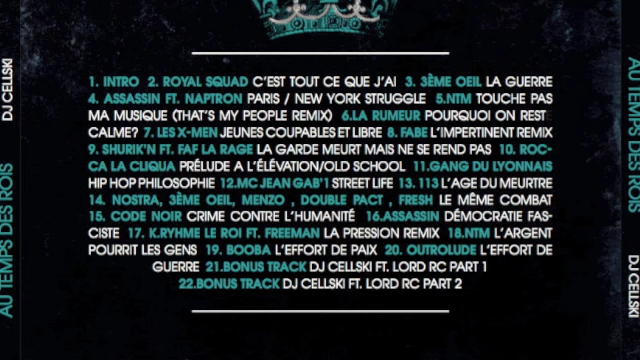 1. INTRO 2. ROYAL SQUAD C'EST TOUT CE QUE J'AI 3. 3ÈME OEIL LA GUERRE
4. ASSASSIN FT. NAPTRON PARIS / NEW YORK STRUGGLE 5.NTM TOUCHE PAS
MA MUSIQUE (THAT'S MY PEOPLE REMIX) 6.LA RUMEUR POURQUOI ON REST
CALME? 7. LES X-MEN JEUNES COUPABLES ET LIBRE 8. FABE L'IMPERTINENT REMIX
9. SHURIK'N FT. FAF LA RAGE LA GARDE MEURT MAIS NE SE REND PAS 10. ROC-
CA LA CLIQUA PRÉLUDE A L'ÉLÉVATION/OLD SCHOOL 11.GANG DU LYONNAIS
HIP HOP PHILOSOPHIE 12.MC JEAN GAB'1 STREET LIFE 13. 113 L'AGE DU MEURTRE
14. NOSTRA, 3ÈME OEIL, MENZO , DOUBLE PACT , FRESH LE MÊME COMBAT
15. CODE NOIR CRIME CONTRE L'HUMANITÉ 16.ASSASSIN DÉMOCRATIE FAS-
CISTE 17. K.RYHME LE ROI FT. FREEMAN LA PRESSION REMIX 18.NTM L'ARGENT
POURRIT LES GENS 19. BOOBA L'EFFORT DE PAIX 20. OUTROLUDE L'EFFORT DE
GUERRE 21.BONUS TRACK DJ CELLSKI FT. LORD RC PART 1
22.BONUS TRACK DJ CELLSKI FT. LORD RC PART 2
AU TEMPS DES ROIS DJ CELLSKI
AU TEMPS DES ROIS DJ CELLSKI